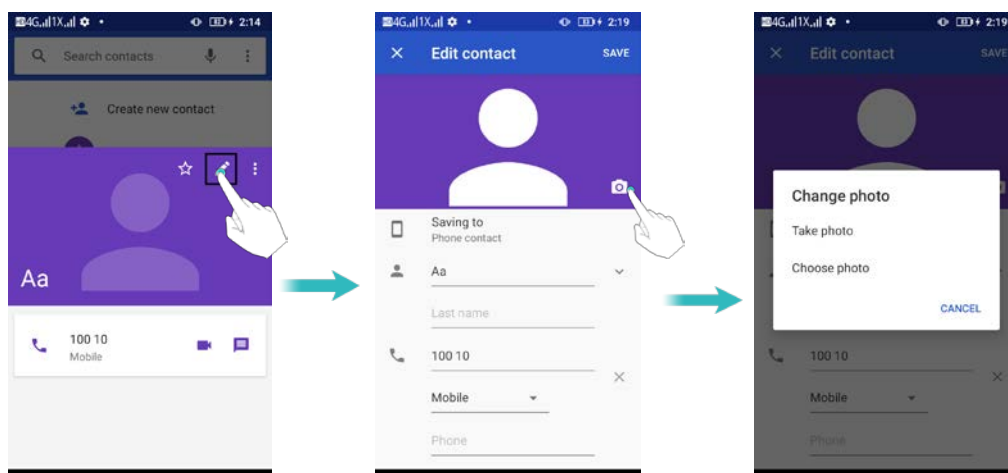 4G 1X 2:14
Search contacts
Create new contact
Aa
100 10
Mobile
4G 1X 2:19
Edit contact SAVE
Saving to
Phone contact
Aa
Last name
100 10
Mobile
Phone
4G 1X 2:19
Edit contact SAVE
Change photo
Take photo
Choose photo
CANCEL
100 10
Mobile
Phone